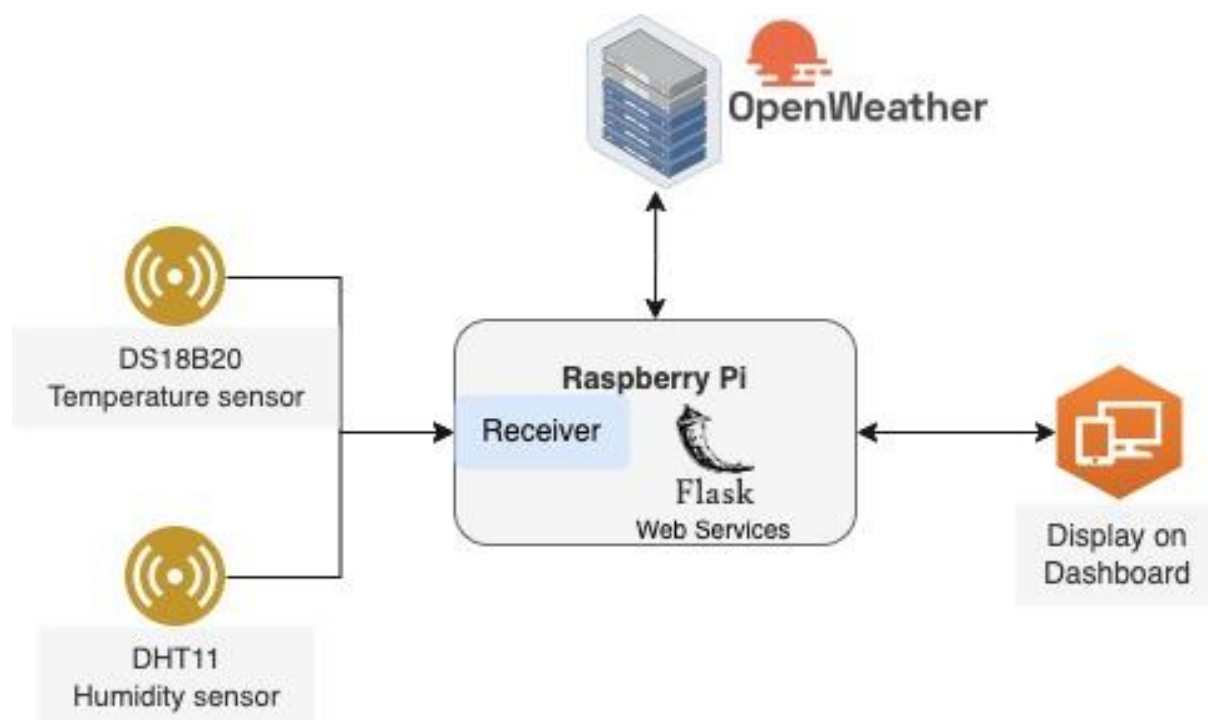 OpenWeather
DS18B20
Temperature sensor
Raspberry Pi
Receiver
Flask
Web Services
Display on
Dashboard
DHT11
Humidity sensor